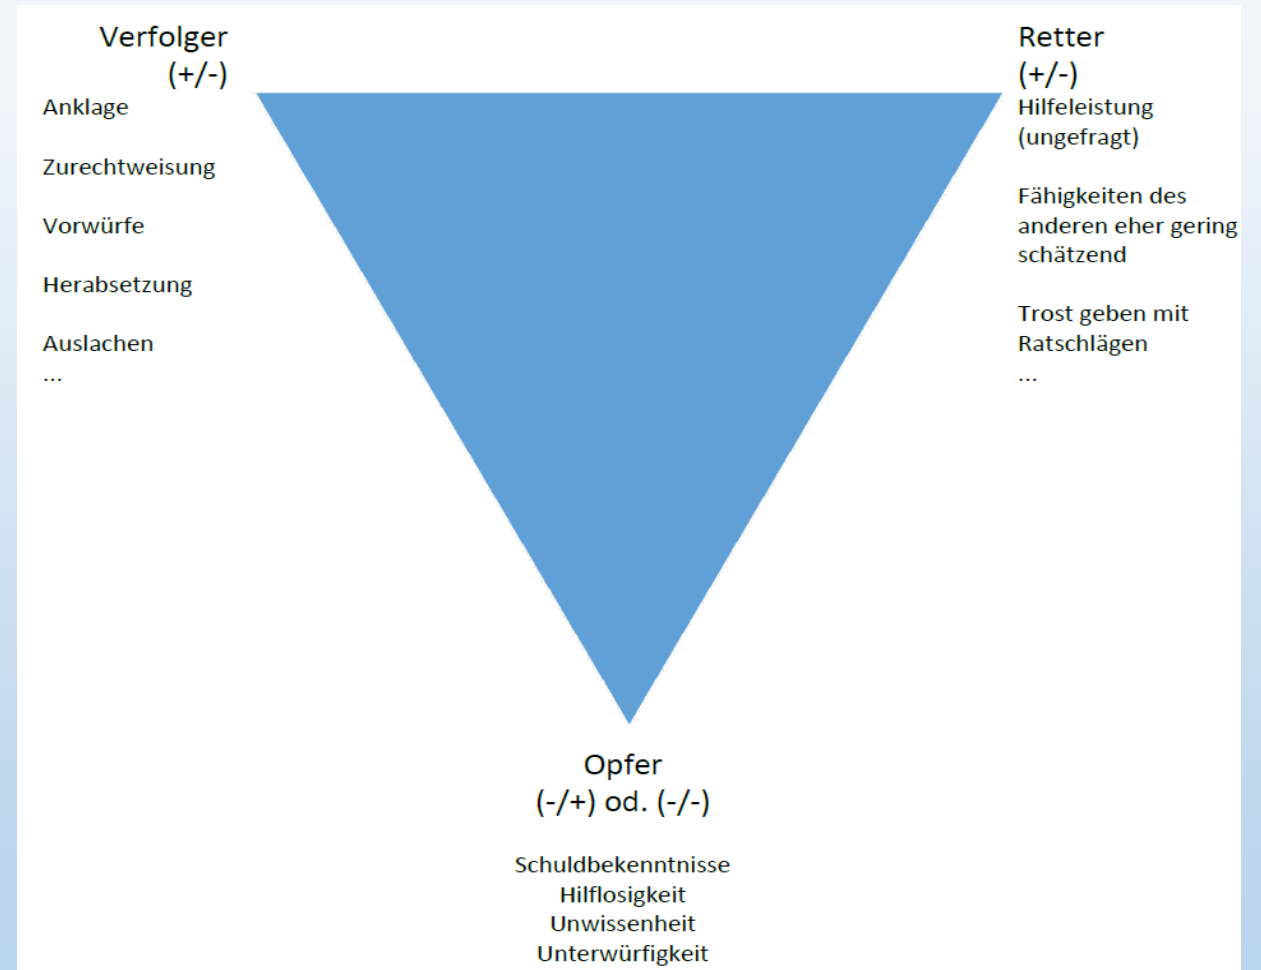 Verfolger
(+/-)
Anklage
Zurechtweisung
Vorwürfe
Herabsetzung
Auslachen
...
Retter
(+/-)
Hilfeleistung
(ungefragt)
Fähigkeiten des
anderen eher gering
schätzend
Trost geben mit
Ratschlägen
...
Opfer
(-/+) od. (-/-)
Schuldbekenntnisse
Hilflosigkeit
Unwissenheit
Unterwürfigkeit